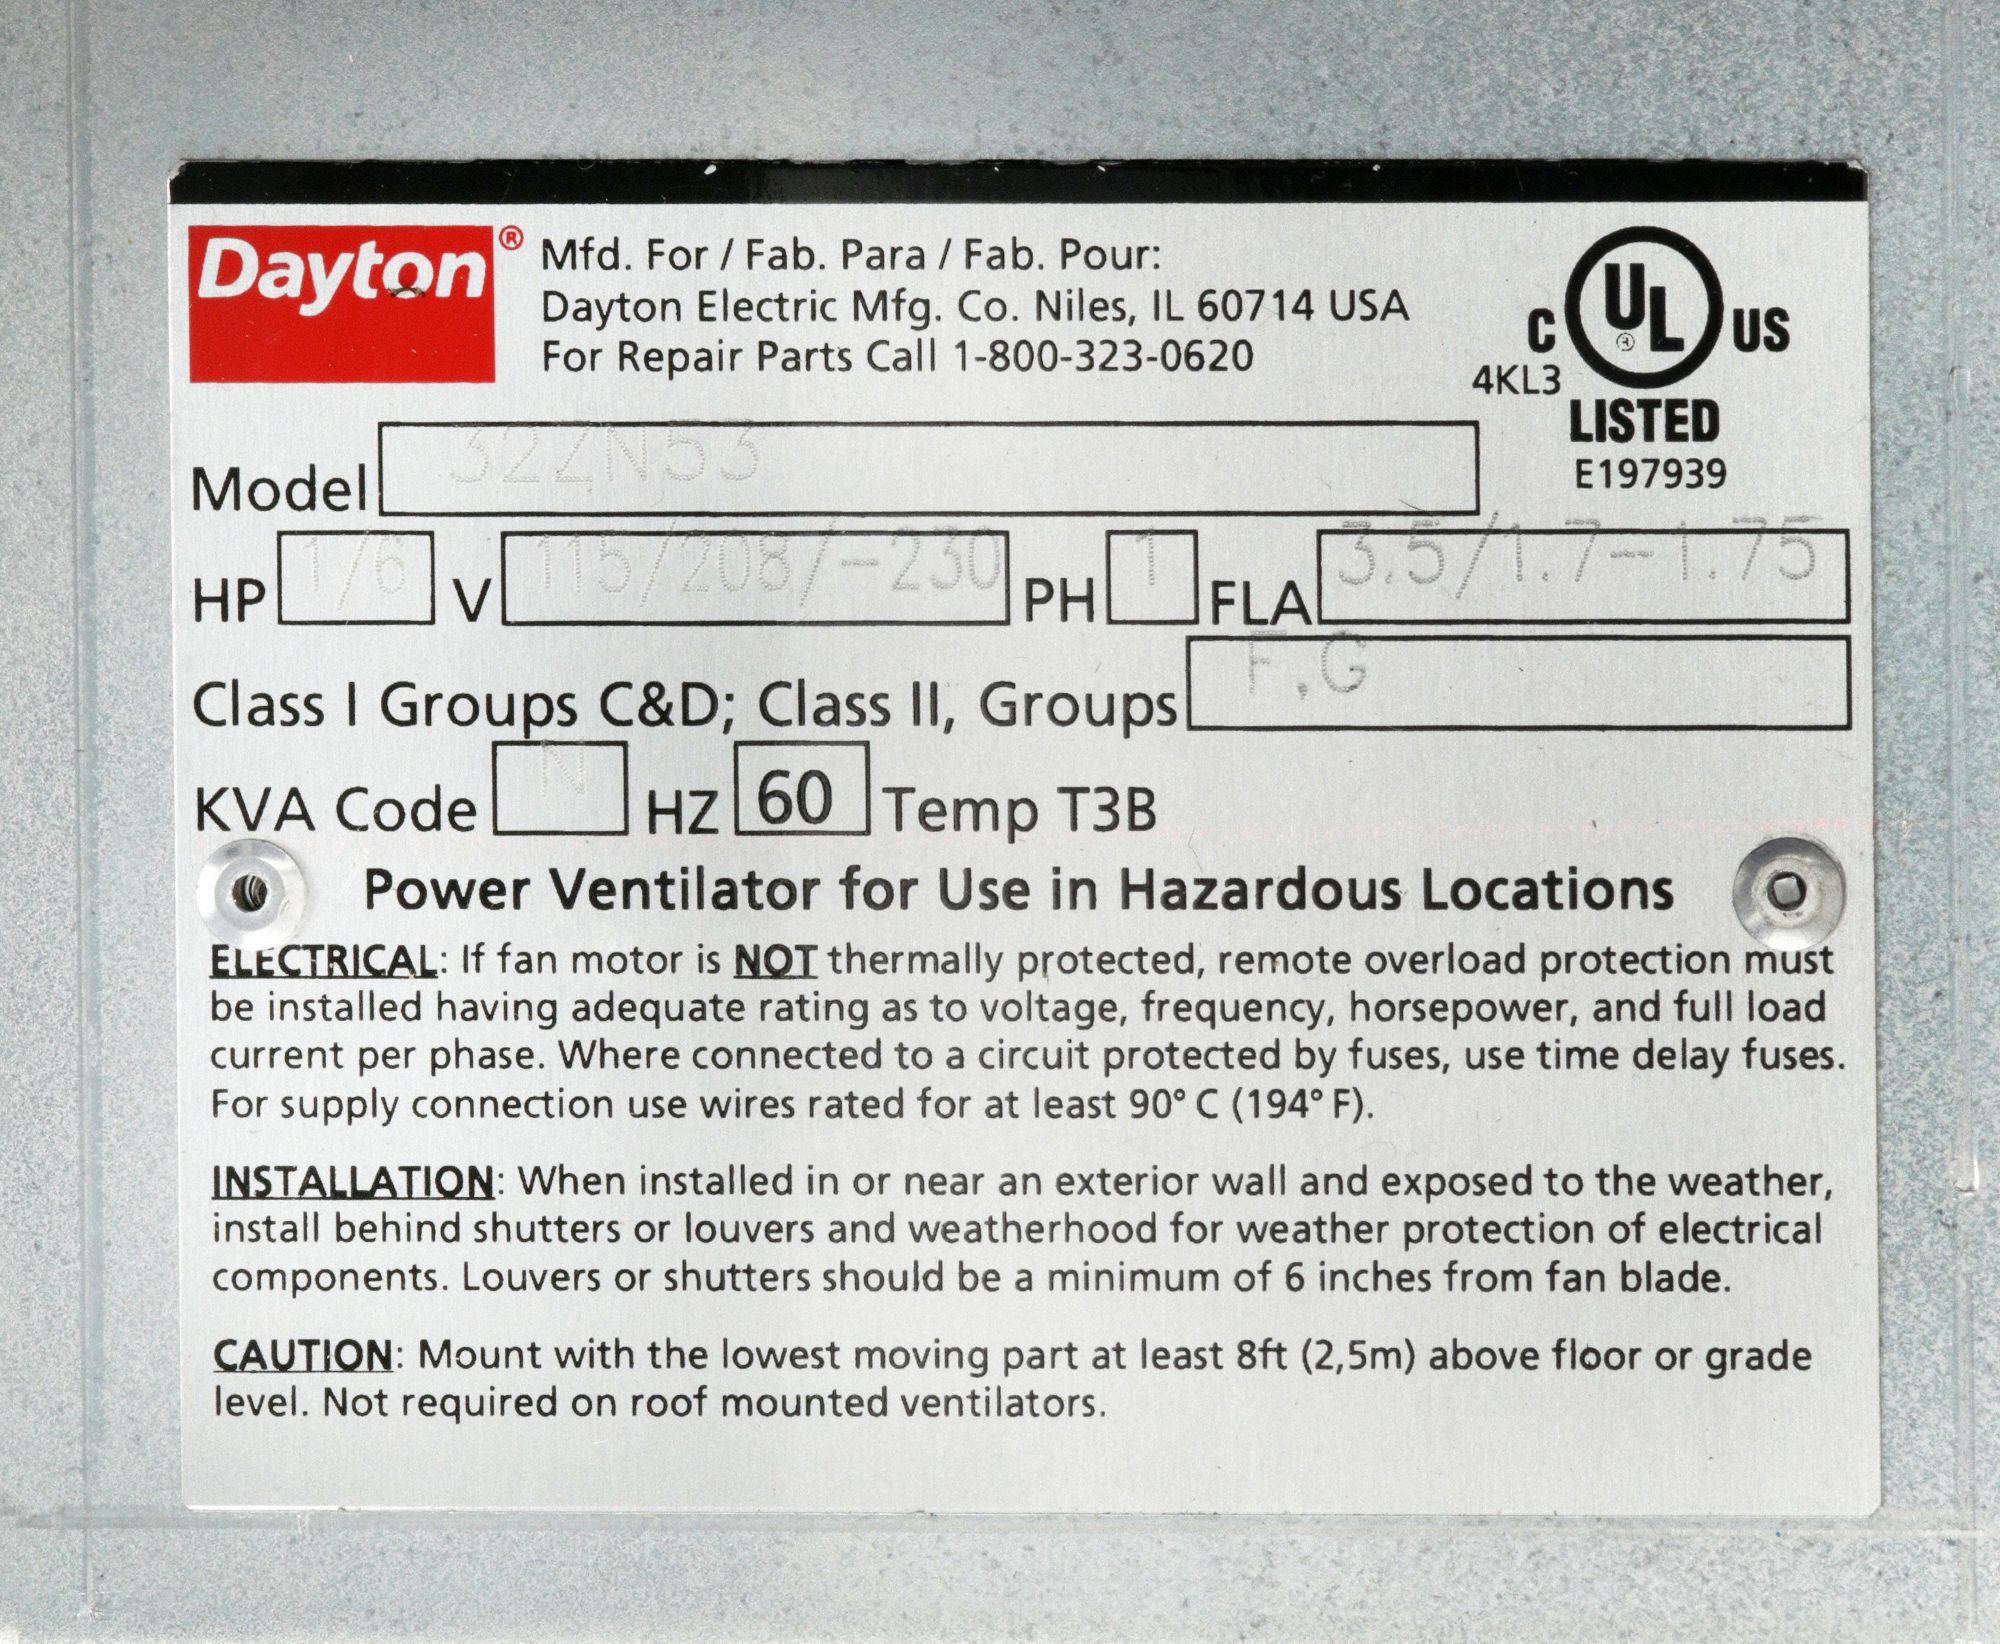 Dayton®
Mfd. For / Fab. Para / Fab. Pour:
Dayton Electric Mfg. Co. Niles, IL 60714 USA
For Repair Parts Call 1-800-323-0620
C UL® US
4KL3
LISTED
E197939
Model 32ZN53
HP 1/6 V 115/208/-230 PH 1 FLA 3.5/1.7-1.75
Class I Groups C&D; Class II, Groups F,G
KVA Code N HZ 60 Temp T3B
Power Ventilator for Use in Hazardous Locations
ELECTRICAL: If fan motor is NOT thermally protected, remote overload protection must
be installed having adequate rating as to voltage, frequency, horsepower, and full load
current per phase. Where connected to a circuit protected by fuses, use time delay fuses.
For supply connection use wires rated for at least 90° C (194° F).
INSTALLATION: When installed in or near an exterior wall and exposed to the weather,
install behind shutters or louvers and weatherhood for weather protection of electrical
components. Louvers or shutters should be a minimum of 6 inches from fan blade.
CAUTION: Mount with the lowest moving part at least 8ft (2,5m) above floor or grade
level. Not required on roof mounted ventilators.